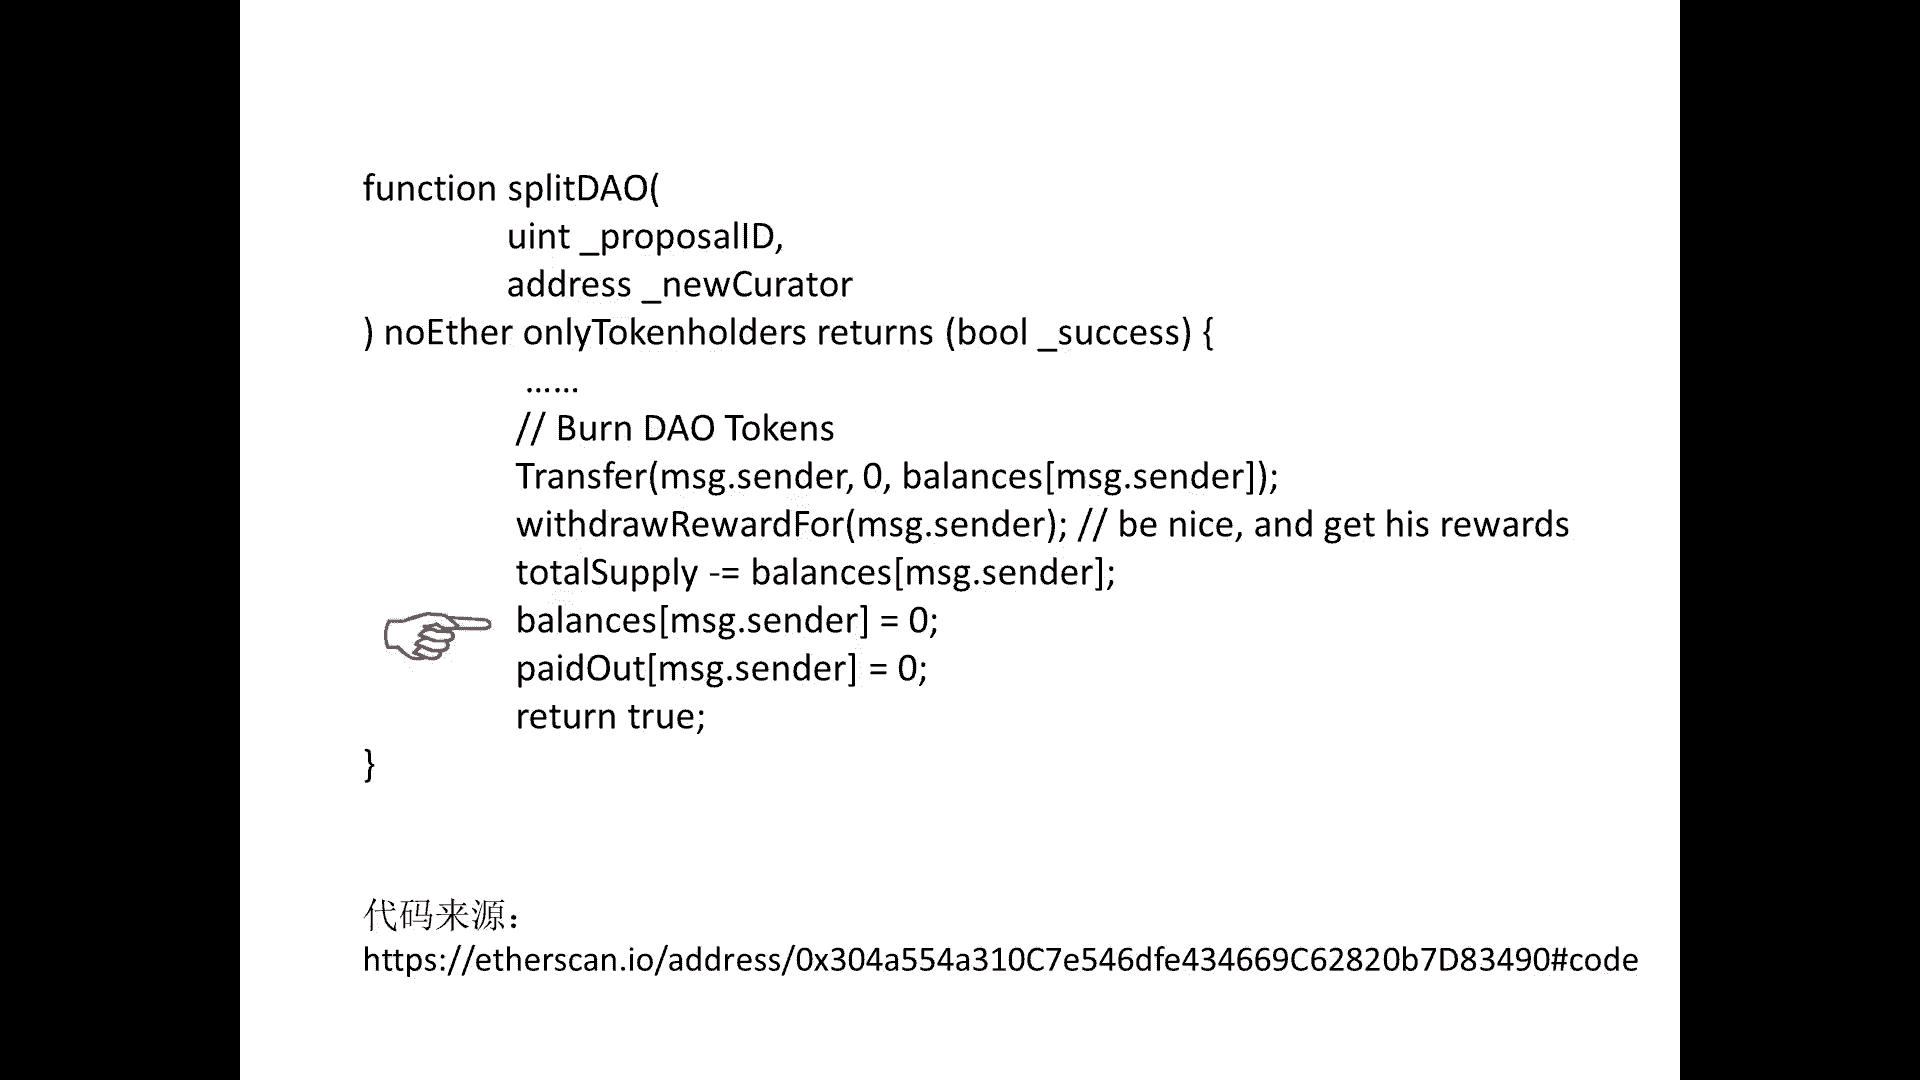 function splitDAO(
uint _proposalID,
address _newCurator
) noEther onlyTokenholders returns (bool _success) {
……
// Burn DAO Tokens
Transfer(msg.sender, 0, balances[msg.sender]);
withdrawRewardFor(msg.sender); // be nice, and get his rewards
totalSupply -= balances[msg.sender];
balances[msg.sender] = 0;
paidOut[msg.sender] = 0;
return true;
}
代码来源：
https://etherscan.io/address/0x304a554a310C7e546dfe434669C62820b7D83490#code